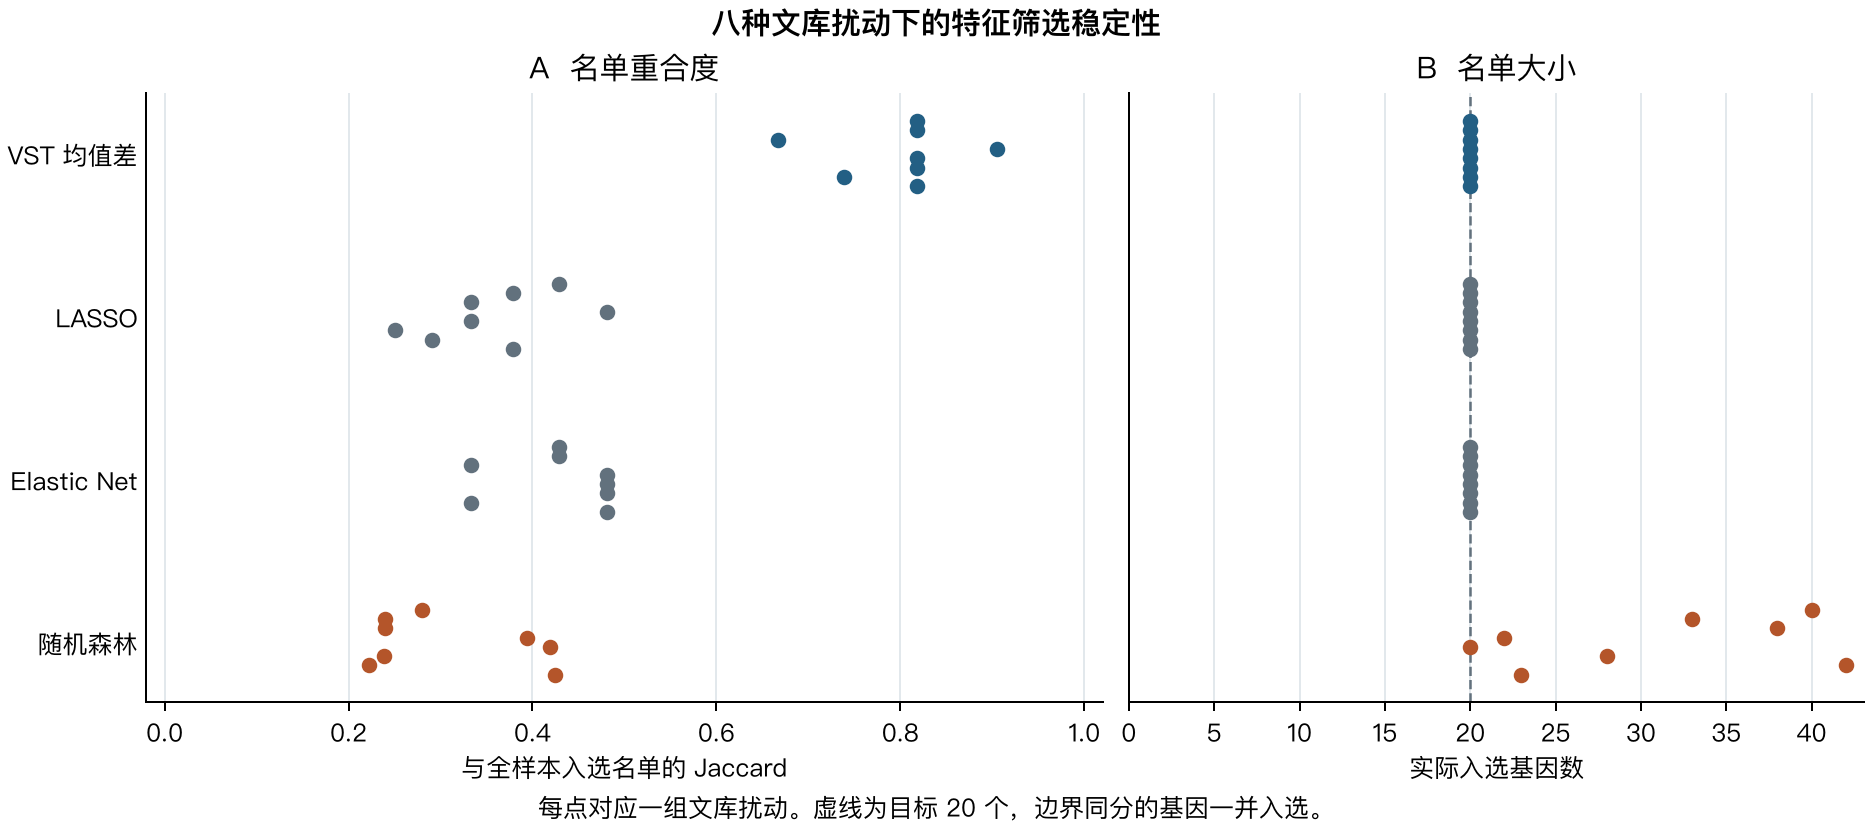 八种文库扰动下的特征筛选稳定性
A 名单重合度
B 名单大小
VST 均值差
LASSO
Elastic Net
随机森林
0.0 0.2 0.4 0.6 0.8 1.0
0 5 10 15 20 25 30 35 40
与全样本入选名单的 Jaccard
实际入选基因数
每点对应一组文库扰动。虚线为目标 20 个，边界同分的基因一并入选。